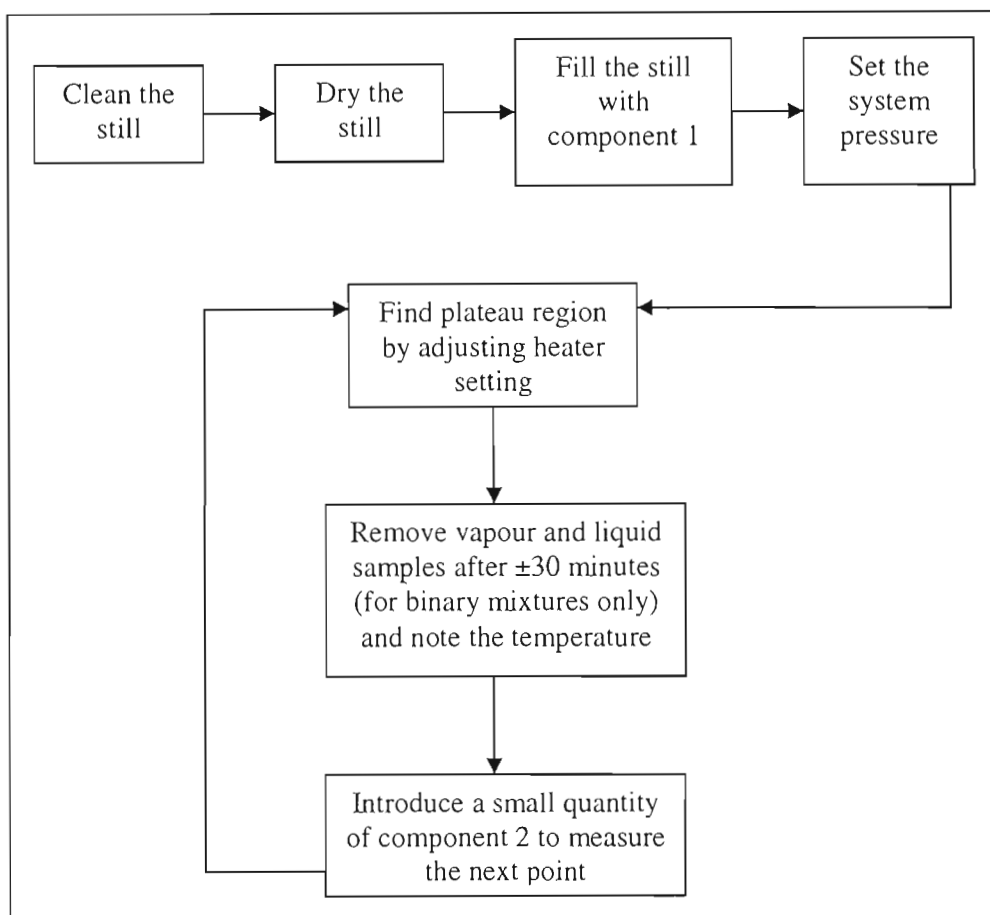 Clean the
still
Dry the
still
Fill the still
with
component 1
Set the
system
pressure
Find plateau region
by adjusting heater
setting
Remove vapour and liquid
samples after ±30 minutes
(for binary mixtures only)
and note the temperature
Introduce a small quantity
of component 2 to measure
the next point